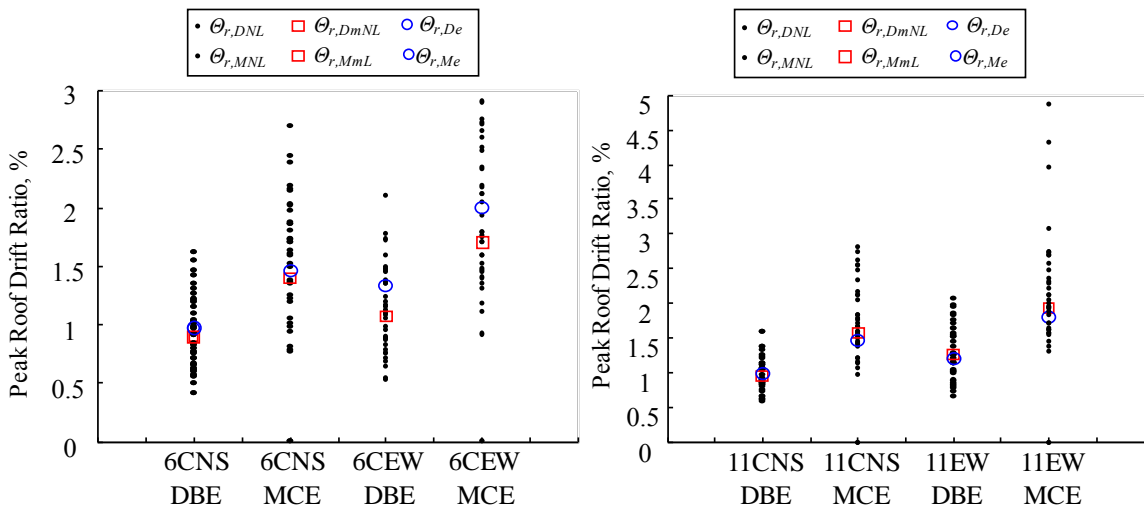 Θr,DNL Θr,DmNL Θr,De
Θr,MNL Θr,MmL Θr,Me
Peak Roof Drift Ratio, %
3
2.5
2
1.5
1
0.5
0
6CNS 6CNS 6CEW 6CEW
DBE MCE DBE MCE
Θr,DNL Θr,DmNL Θr,De
Θr,MNL Θr,MmL Θr,Me
Peak Roof Drift Ratio, %
5
4.5
4
3.5
3
2.5
2
1.5
1
0.5
0
11CNS 11CNS 11EW 11EW
DBE MCE DBE MCE